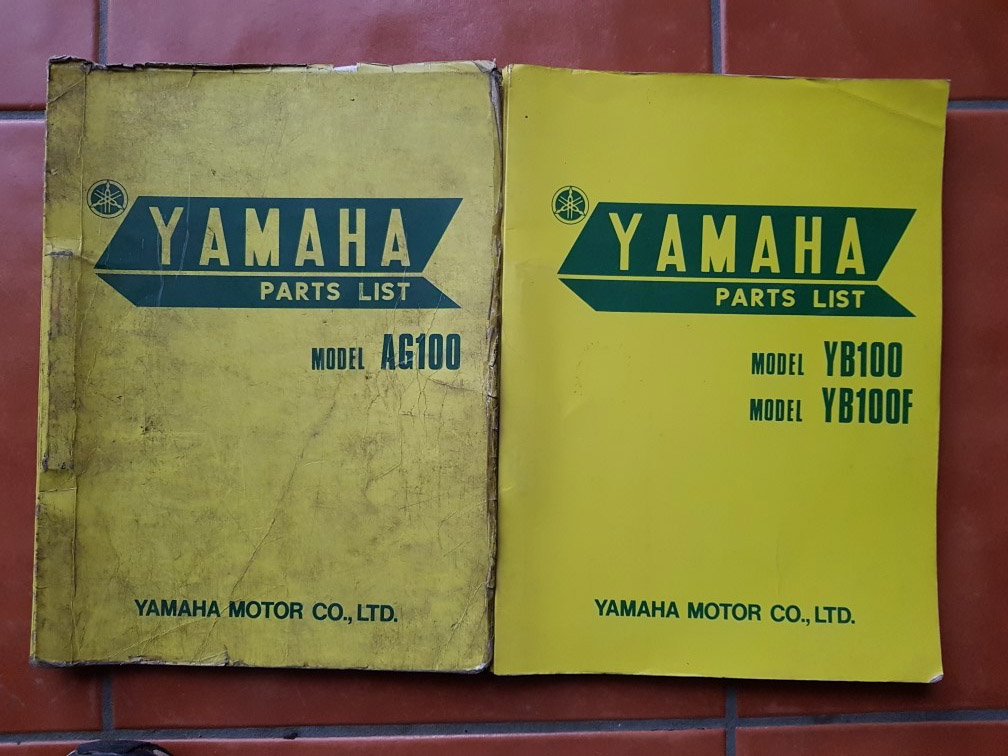 YAMAHA
PARTS LIST
MODEL AG100
YAMAHA MOTOR CO., LTD.
YAMAHA
PARTS LIST
MODEL YB100
MODEL YB100F
YAMAHA MOTOR CO., LTD.